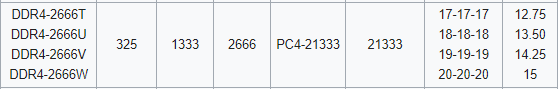 DDR4-2666T 17-17-17 12.75
DDR4-2666U 18-18-18 13.50
325 1333 2666 PC4-21333 21333
DDR4-2666V 19-19-19 14.25
DDR4-2666W 20-20-20 15